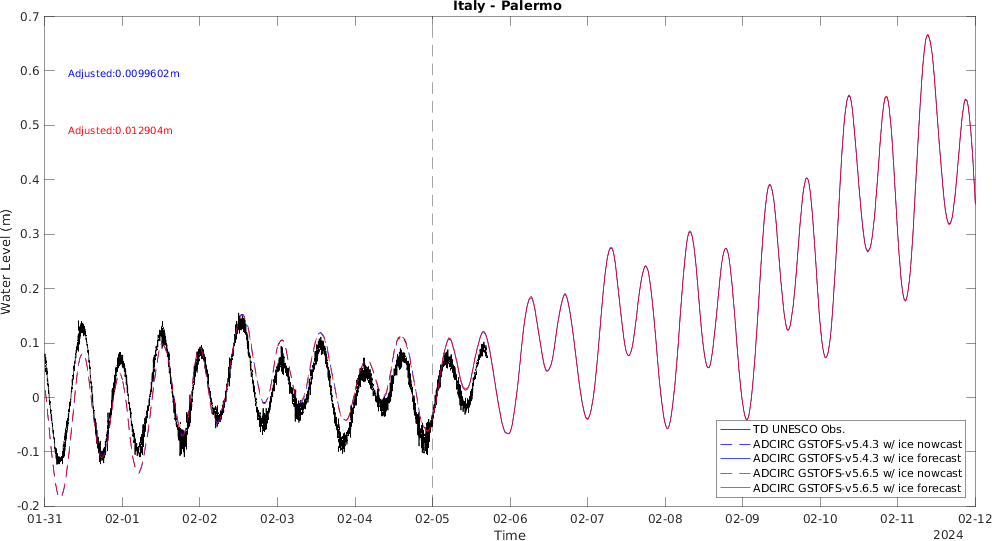 Italy - Palermo
0.7
0.6
0.5
0.4
0.3
0.2
0.1
0
-0.1
-0.2
Water Level (m)
Adjusted:0.0099602m
Adjusted:0.012904m
TD UNESCO Obs.
ADCIRC GSTOFS-v5.4.3 w/ ice nowcast
ADCIRC GSTOFS-v5.4.3 w/ ice forecast
ADCIRC GSTOFS-v5.6.5 w/ ice nowcast
ADCIRC GSTOFS-v5.6.5 w/ ice forecast
01-31 02-01 02-02 02-03 02-04 02-05 02-06 02-07 02-08 02-09 02-10 02-11 02-12
Time
2024